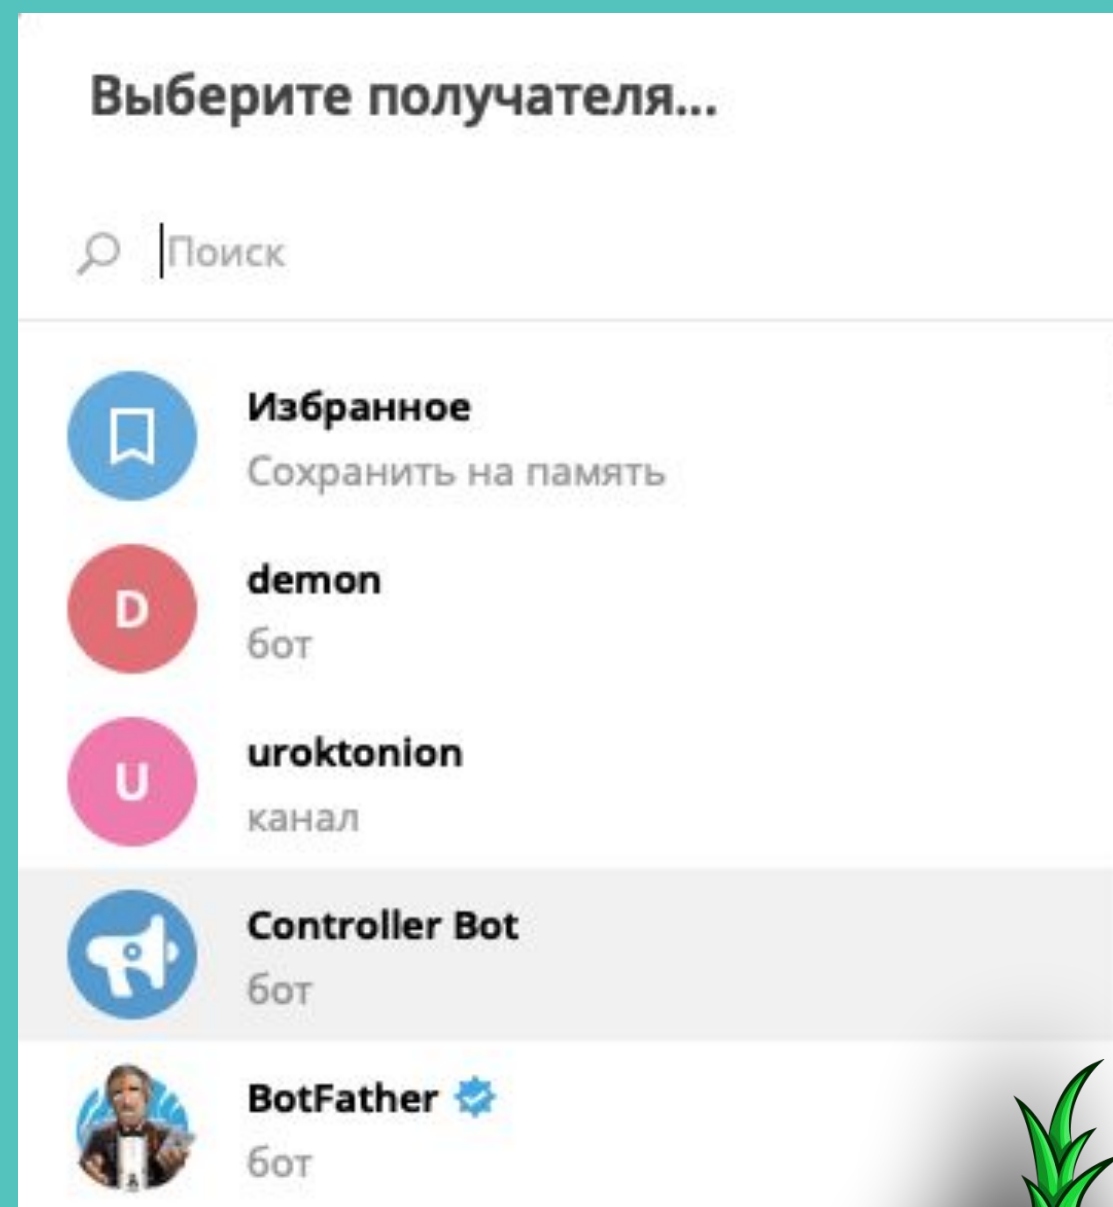 Выберите получателя...
Поиск
Избранное
Сохранить на память
D
demon
бот
U
uroktonion
канал
Controller Bot
бот
BotFather
бот